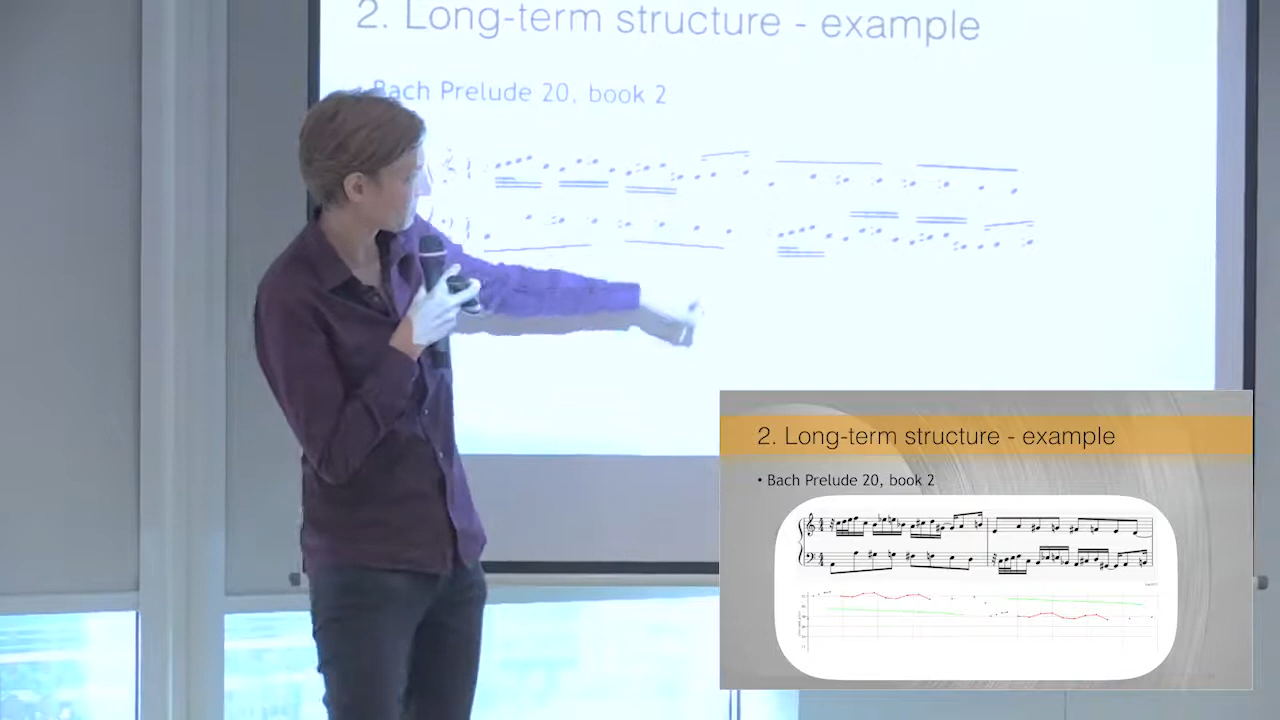 2. Long-term structure - example
Bach Prelude 20, book 2
2. Long-term structure - example
• Bach Prelude 20, book 2